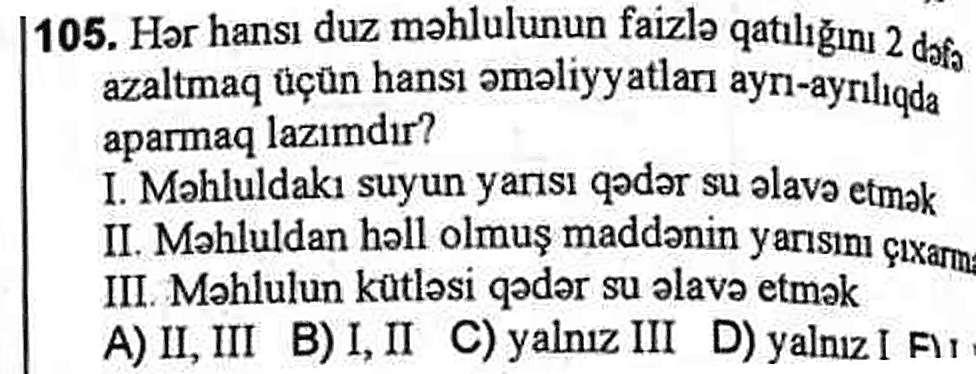 105. Hər hansı duz məhlulunun faizlə qatılığını 2 dəfə
azaltmaq üçün hansı əməliyyatları ayrı-ayrılıqda
aparmaq lazımdır?
I. Məhluldakı suyun yarısı qədər su əlavə etmək
II. Məhluldan həll olmuş maddənin yarısını
III. Məhlulun kütləsi qədər su əlavə etmək
A) II, III B) I, II C) yalnız III D) yalnız I